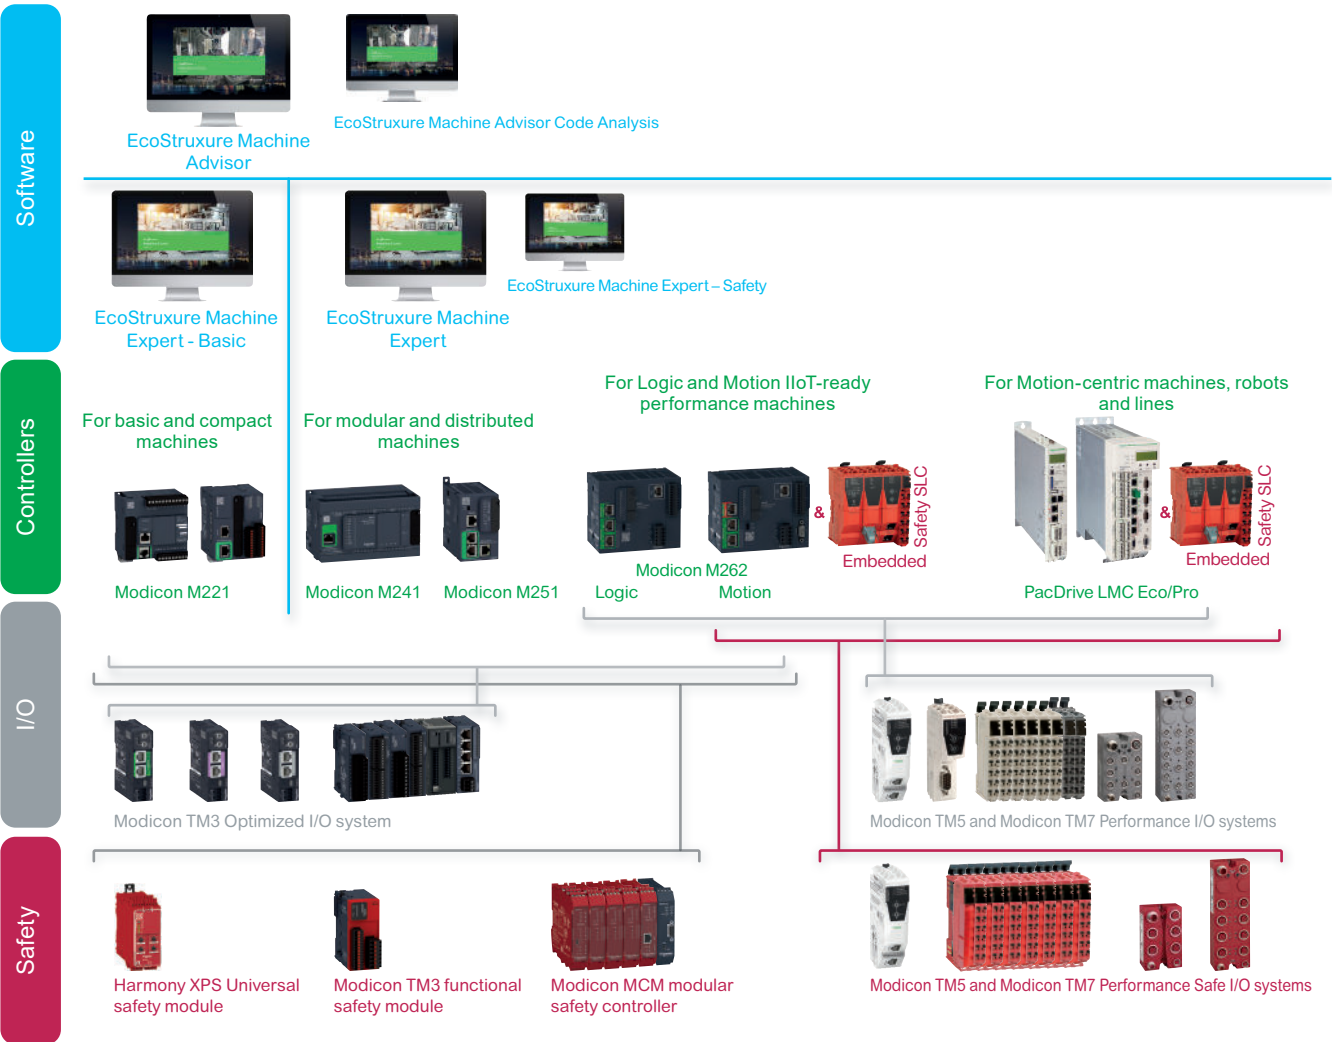 Software
EcoStruxure Machine
Advisor
EcoStruxure Machine Advisor Code Analysis
EcoStruxure Machine
Expert - Basic
EcoStruxure Machine
Expert
EcoStruxure Machine Expert – Safety
Controllers
For basic and compact
machines
Modicon M221
For modular and distributed
machines
Modicon M241
Modicon M251
For Logic and Motion IIoT-ready
performance machines
&
Safety SLC
Embedded
Modicon M262
Logic
Motion
For Motion-centric machines, robots
and lines
&
Safety SLC
Embedded
PacDrive LMC Eco/Pro
I/O
Modicon TM3 Optimized I/O system
Modicon TM5 and Modicon TM7 Performance I/O systems
Safety
Harmony XPS Universal
safety module
Modicon TM3 functional
safety module
Modicon MCM modular
safety controller
Modicon TM5 and Modicon TM7 Performance Safe I/O systems